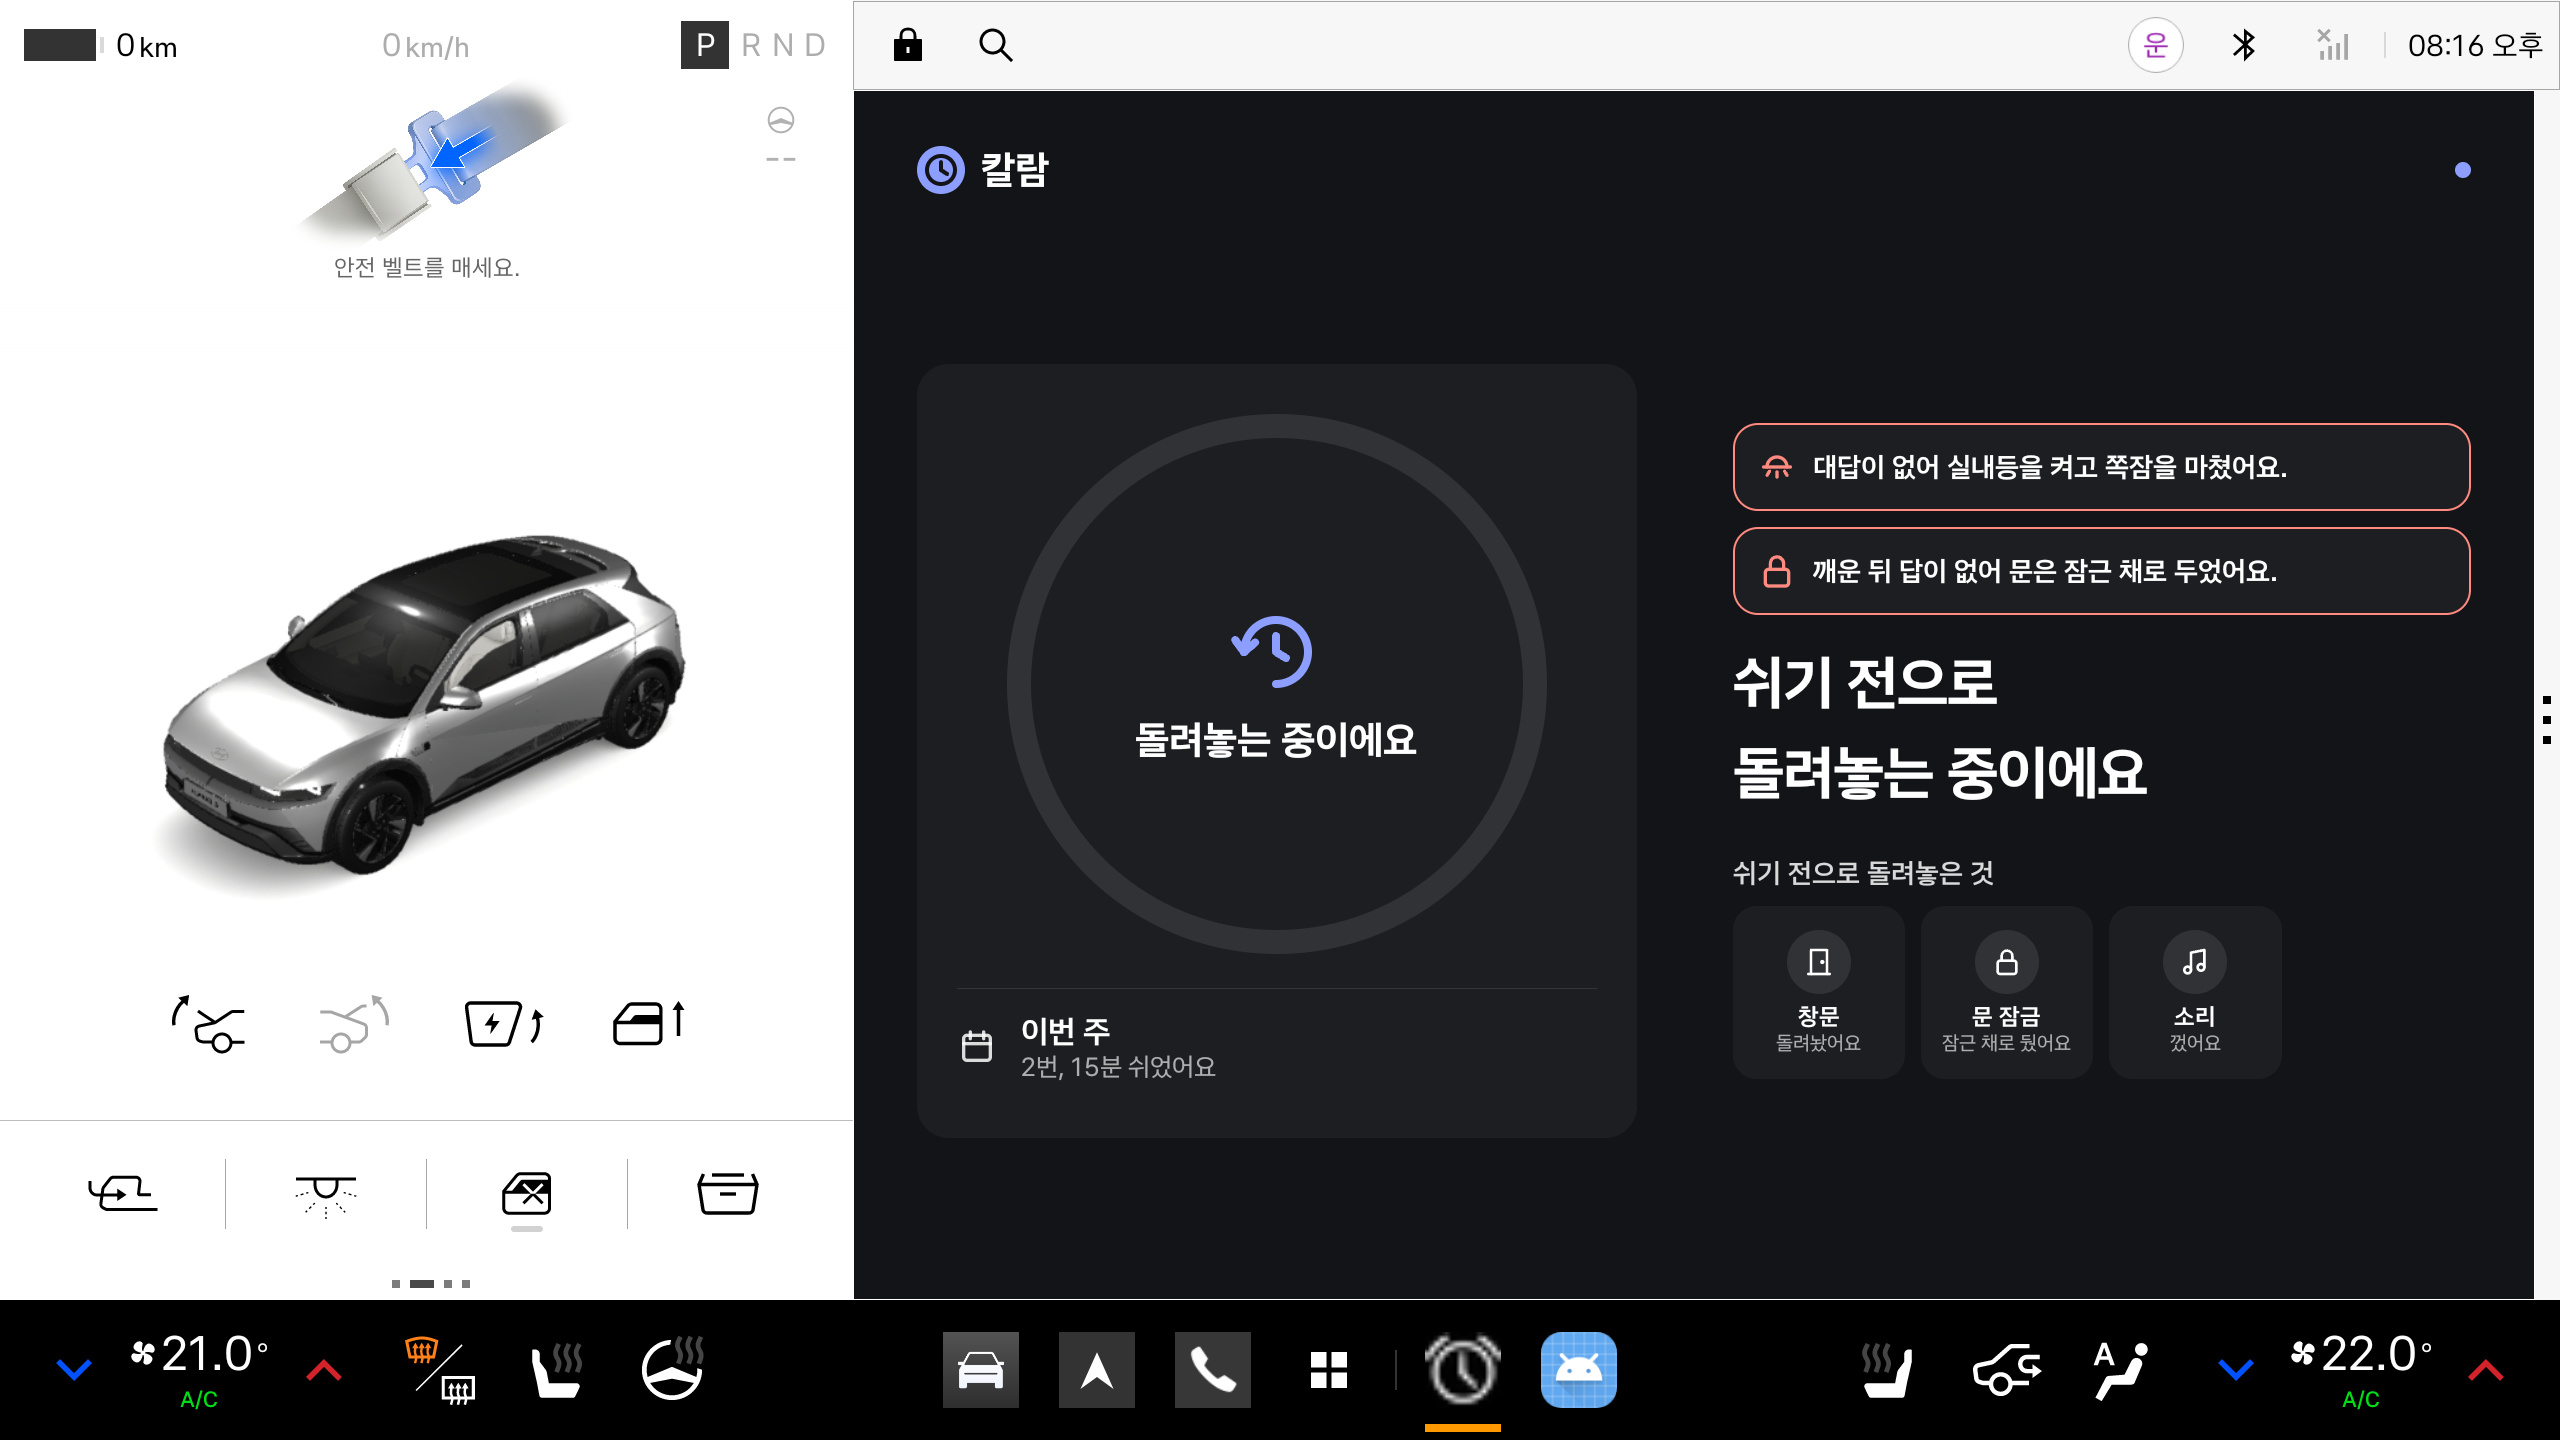 0 km
0 km/h
P R N D
08:16 오후
운
안전 벨트를 매세요.
--
칼람
돌려놓는 중이에요
이번 주
2번, 15분 쉬었어요
대답이 없어 실내등을 켜고 쪽잠을 마쳤어요.
깨운 뒤 답이 없어 문은 잠근 채로 두었어요.
쉬기 전으로
돌려놓는 중이에요
쉬기 전으로 돌려놓은 것
창문
돌려놨어요
문 잠금
잠근 채로 뒀어요
소리
껐어요
21.0°
A/C
A
22.0°
A/C